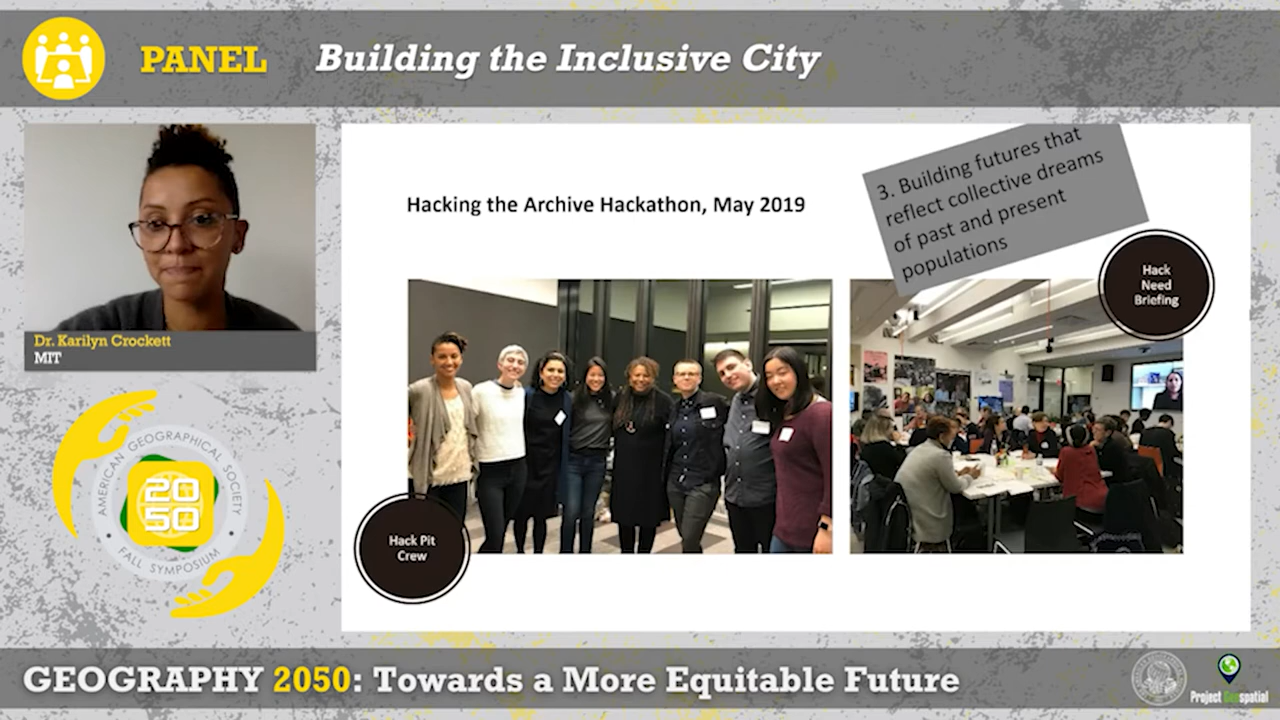 PANEL
Building the Inclusive City
Dr. Karilyn Crockett
MIT
AMERICAN GEOGRAPHICAL SOCIETY
20
50
• FALL SYMPOSIUM •
Hacking the Archive Hackathon, May 2019
3. Building futures that
reflect collective dreams
of past and present
populations
Hack
Need
Briefing
Hack Pit
Crew
GEOGRAPHY 2050: Towards a More Equitable Future
Project Geospatial